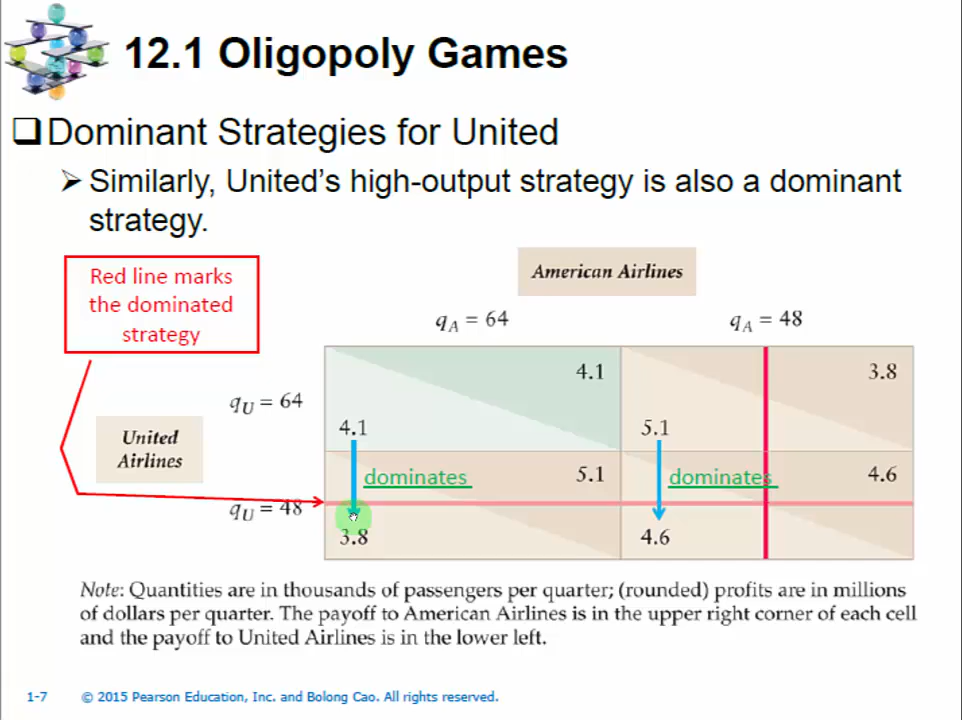 12.1 Oligopoly Games
Dominant Strategies for United
Similarly, United's high-output strategy is also a dominant
strategy.
Red line marks
the dominated
strategy
American Airlines
qA = 64
qA = 48
4.1
3.8
qU = 64
4.1
5.1
United
Airlines
dominates
5.1
dominates
4.6
qU = 48
3.8
4.6
Note: Quantities are in thousands of passengers per quarter; (rounded) profits are in millions
of dollars per quarter. The payoff to American Airlines is in the upper right corner of each cell
and the payoff to United Airlines is in the lower left.
1-7
© 2015 Pearson Education, Inc. and Bolong Cao. All rights reserved.